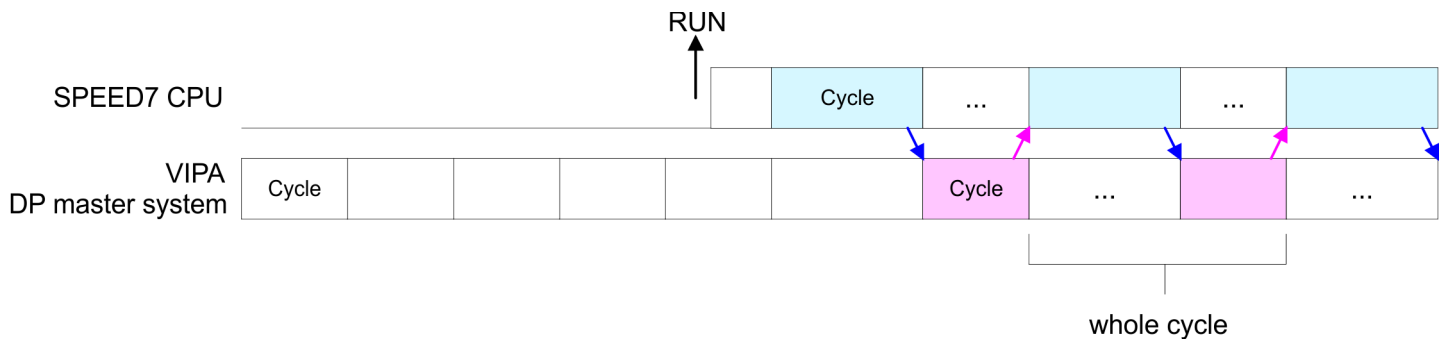 RUN
SPEED7 CPU
Cycle
...
...
VIPA
DP master system
Cycle
Cycle
...
...
whole cycle